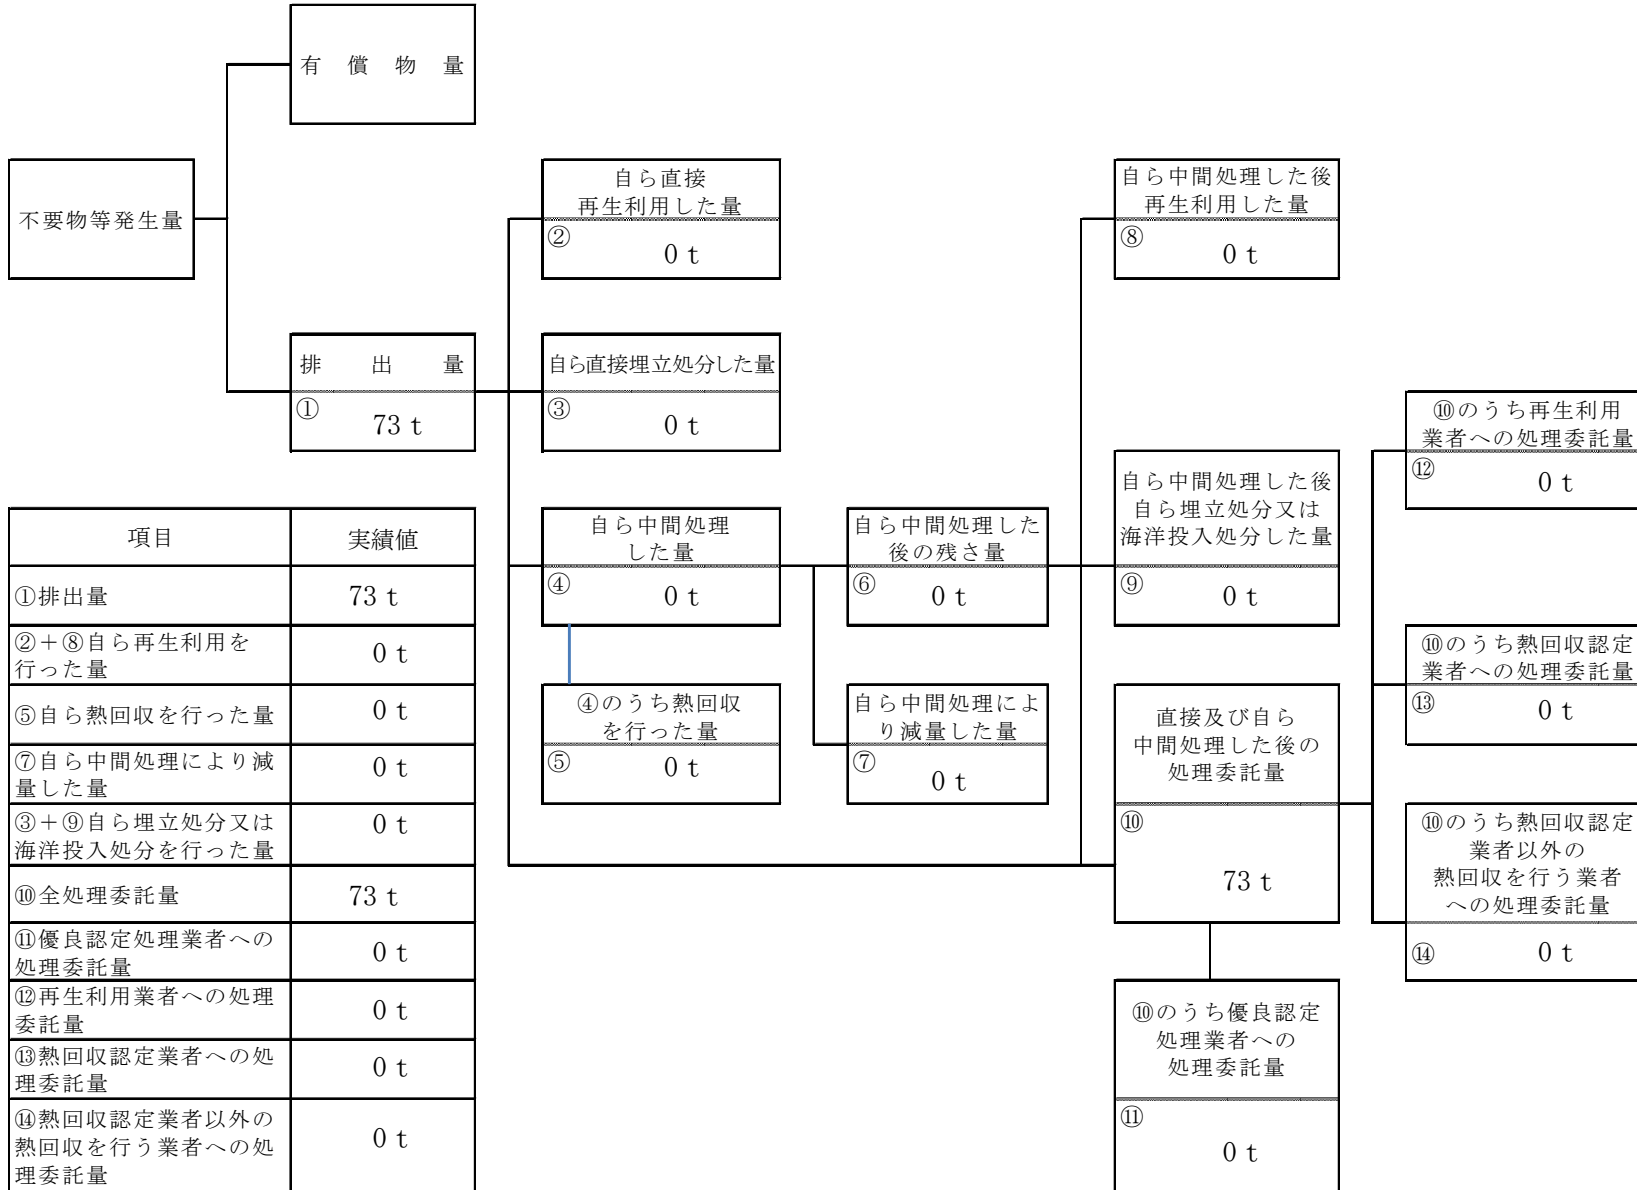 有償物量
不要物等発生量
自ら直接
再生利用した量
②
0 t
自ら中間処理した後
再生利用した量
⑧
0 t
排出量
①
73 t
自ら直接埋立処分した量
③
0 t
⑩のうち再生利用
業者への処理委託量
⑫
0 t
自ら中間処理した後
自ら埋立処分又は
海洋投入処分した量
⑨
0 t
自ら中間処理
した量
④
0 t
自ら中間処理した
後の残さ量
⑥
0 t
④のうち熱回収
を行った量
⑤
0 t
自ら中間処理によ
り減量した量
⑦
0 t
直接及び自ら
中間処理した後の
処理委託量
⑩
73 t
⑩のうち熱回収認定
業者への処理委託量
⑬
0 t
⑩のうち熱回収認定
業者以外の
熱回収を行う業者
への処理委託量
⑭
0 t
⑩のうち優良認定
処理業者への
処理委託量
⑪
0 t
項目 実績値
①排出量 73 t
②+⑧自ら再生利用を
行った量
0 t
⑤自ら熱回収を行った量 0 t
⑦自ら中間処理により減
量した量
0 t
③+⑨自ら埋立処分又は
海洋投入処分を行った量
0 t
⑩全処理委託量 73 t
⑪優良認定処理業者への
処理委託量
0 t
⑫再生利用業者への処理
委託量
0 t
⑬熱回収認定業者への処
理委託量
0 t
⑭熱回収認定業者以外の
熱回収を行う業者への処
理委託量
0 t